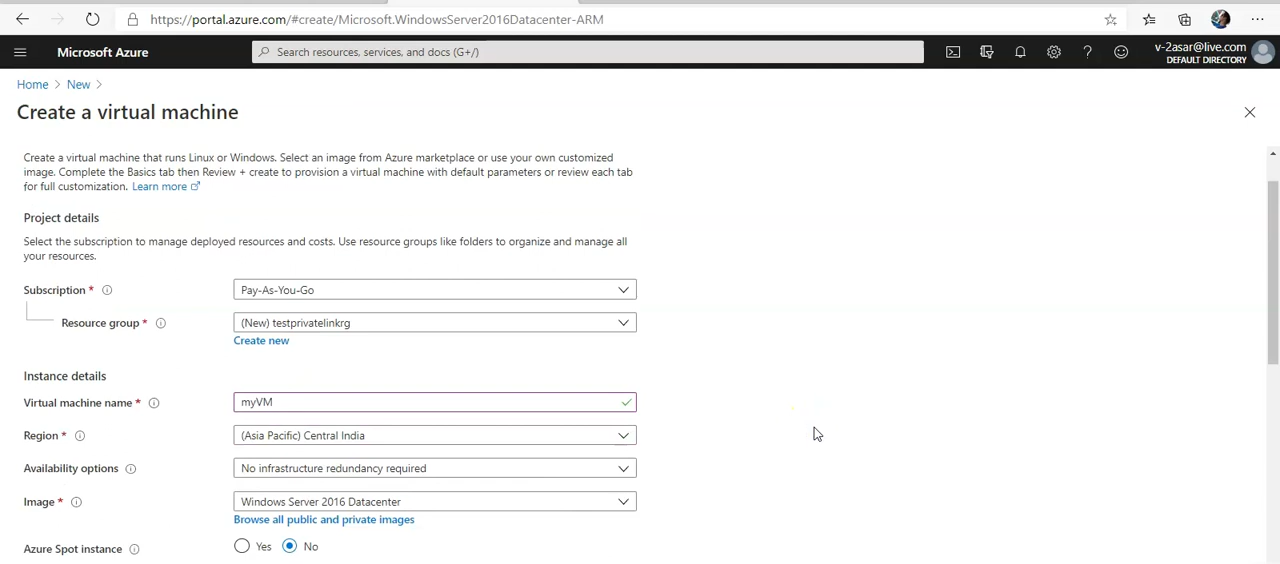 https://portal.azure.com/#create/Microsoft.WindowsServer2016Datacenter-ARM
Microsoft Azure
Search resources, services, and docs (G+/)
v-2asar@live.com
DEFAULT DIRECTORY
Home > New >
Create a virtual machine
Create a virtual machine that runs Linux or Windows. Select an image from Azure marketplace or use your own customized
image. Complete the Basics tab then Review + create to provision a virtual machine with default parameters or review each tab
for full customization. Learn more
Project details
Select the subscription to manage deployed resources and costs. Use resource groups like folders to organize and manage all
your resources.
Subscription *
Pay-As-You-Go
Resource group *
(New) testprivatelinkrg
Create new
Instance details
Virtual machine name *
myVM
Region *
(Asia Pacific) Central India
Availability options
No infrastructure redundancy required
Image *
Windows Server 2016 Datacenter
Browse all public and private images
Azure Spot instance
Yes No